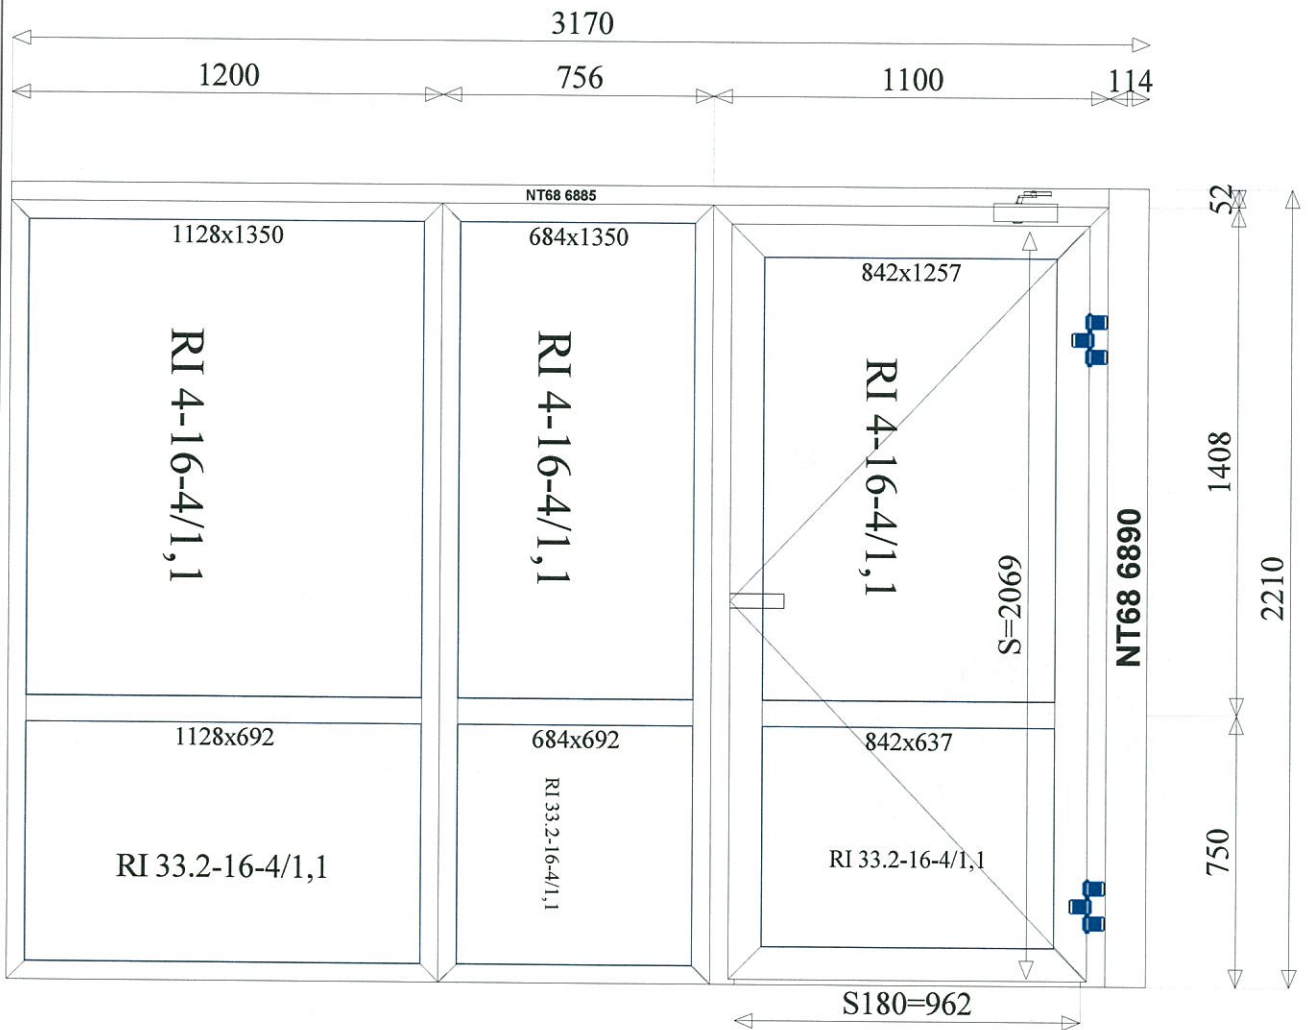 3170
1200
756
1100
114
NT68 6885
52
1128x1350
684x1350
842x1257
RI 4-16-4/1,1
RI 4-16-4/1,1
RI 4-16-4/1,1
1408
S=2069
NT68 6890
2210
1128x692
684x692
842x637
RI 33.2-16-4/1,1
RI 33.2-16-4/1,1
RI 33.2-16-4/1,1
750
S180=962